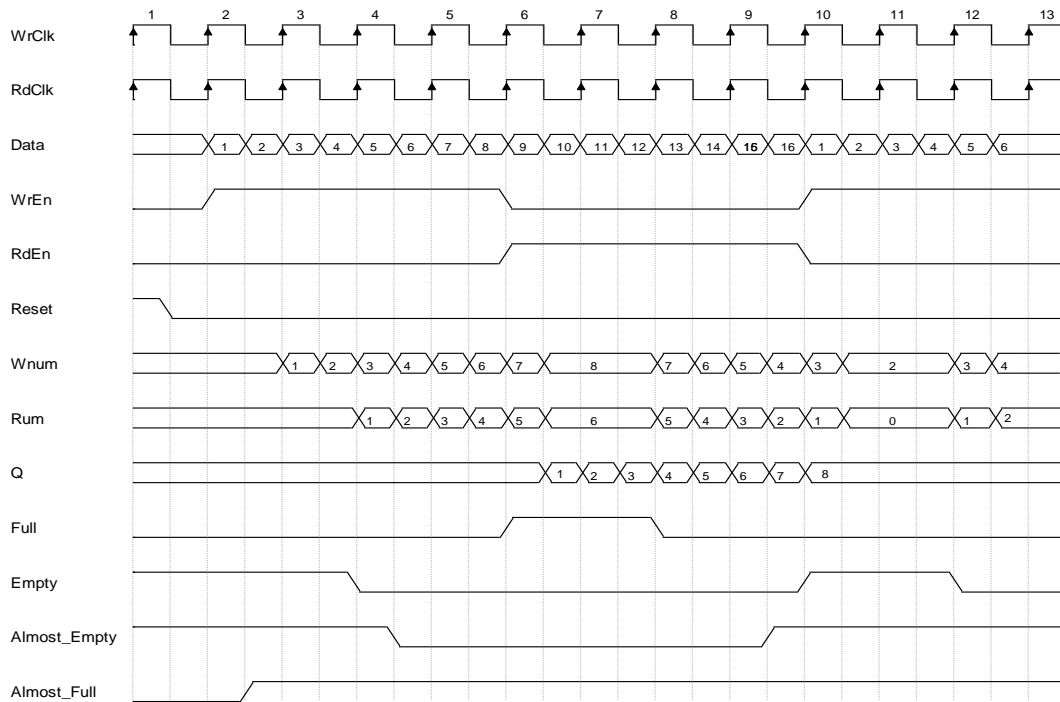 1 2 3 4 5 6 7 8 9 10 11 12 13
WrClk
RdClk
Data 1 2 3 4 5 6 7 8 9 10 11 12 13 14 15 16 1 2 3 4 5 6
WrEn
RdEn
Reset
Wnum 1 2 3 4 5 6 7 8 7 6 5 4 3 2 3 4
Rum 1 2 3 4 5 6 5 4 3 2 1 0 1 2
Q 1 2 3 4 5 6 7 8
Full
Empty
Almost_Empty
Almost_Full